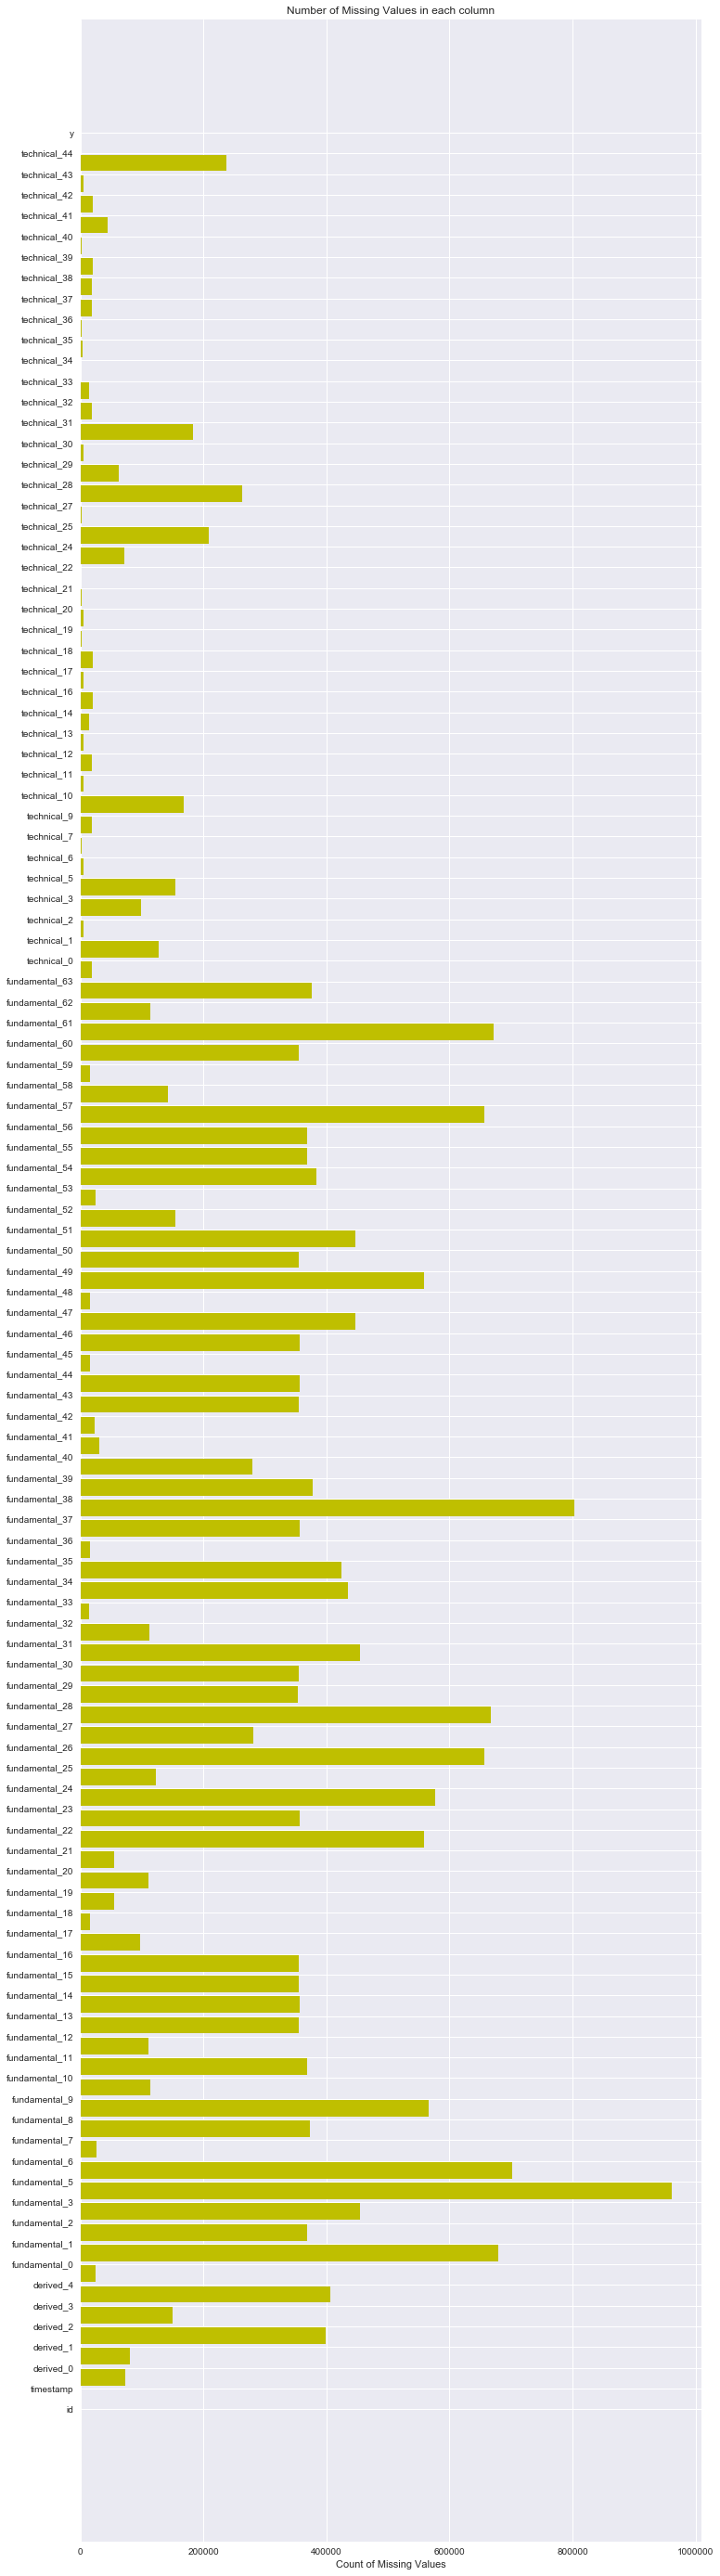 Number of Missing Values in each column
y
technical_44
technical_43
technical_42
technical_41
technical_40
technical_39
technical_38
technical_37
technical_36
technical_35
technical_34
technical_33
technical_32
technical_31
technical_30
technical_29
technical_28
technical_27
technical_25
technical_24
technical_22
technical_21
technical_20
technical_19
technical_18
technical_17
technical_16
technical_14
technical_13
technical_12
technical_11
technical_10
technical_9
technical_7
technical_6
technical_5
technical_3
technical_2
technical_1
technical_0
fundamental_63
fundamental_62
fundamental_61
fundamental_60
fundamental_59
fundamental_58
fundamental_57
fundamental_56
fundamental_55
fundamental_54
fundamental_53
fundamental_52
fundamental_51
fundamental_50
fundamental_49
fundamental_48
fundamental_47
fundamental_46
fundamental_45
fundamental_44
fundamental_43
fundamental_42
fundamental_41
fundamental_40
fundamental_39
fundamental_38
fundamental_37
fundamental_36
fundamental_35
fundamental_34
fundamental_33
fundamental_32
fundamental_31
fundamental_30
fundamental_29
fundamental_28
fundamental_27
fundamental_26
fundamental_25
fundamental_24
fundamental_23
fundamental_22
fundamental_21
fundamental_20
fundamental_19
fundamental_18
fundamental_17
fundamental_16
fundamental_15
fundamental_14
fundamental_13
fundamental_12
fundamental_11
fundamental_10
fundamental_9
fundamental_8
fundamental_7
fundamental_6
fundamental_5
fundamental_3
fundamental_2
fundamental_1
fundamental_0
derived_4
derived_3
derived_2
derived_1
derived_0
timestamp
id
0 200000 400000 600000 800000 1000000
Count of Missing Values